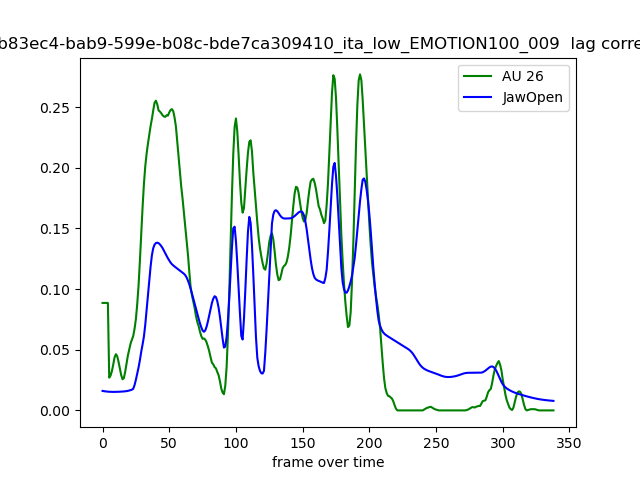 b83ec4-bab9-599e-b08c-bde7ca309410_ita_low_EMOTION100_009 lag corre
AU 26
JawOpen
0.25
0.20
0.15
0.10
0.05
0.00
0 50 100 150 200 250 300 350
frame over time